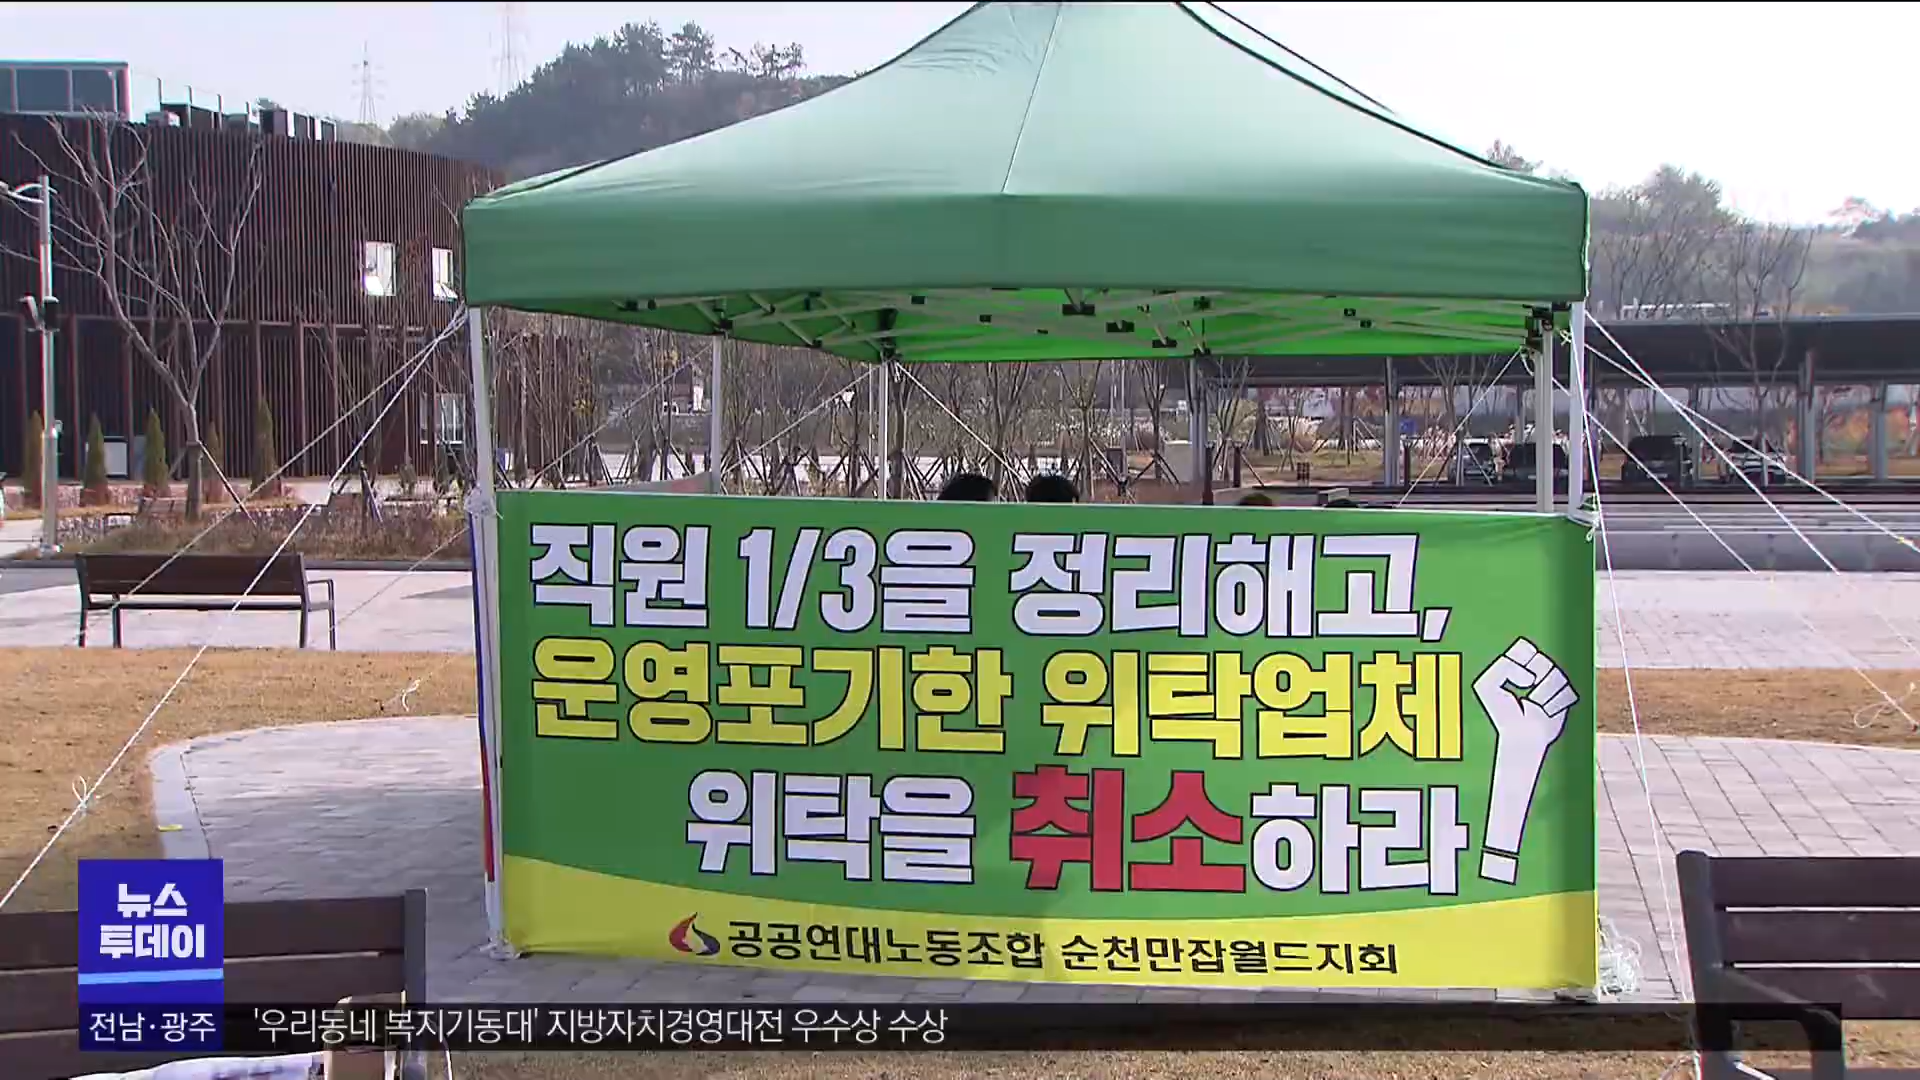 직원 1/3을 정리해고,
운영포기한 위탁업체
위탁을 취소하라!
공공연대노동조합 순천만잡월드지회
뉴스
투데이
전남·광주
'우리동네 복지기동대' 지방자치경영대전 우수상 수상